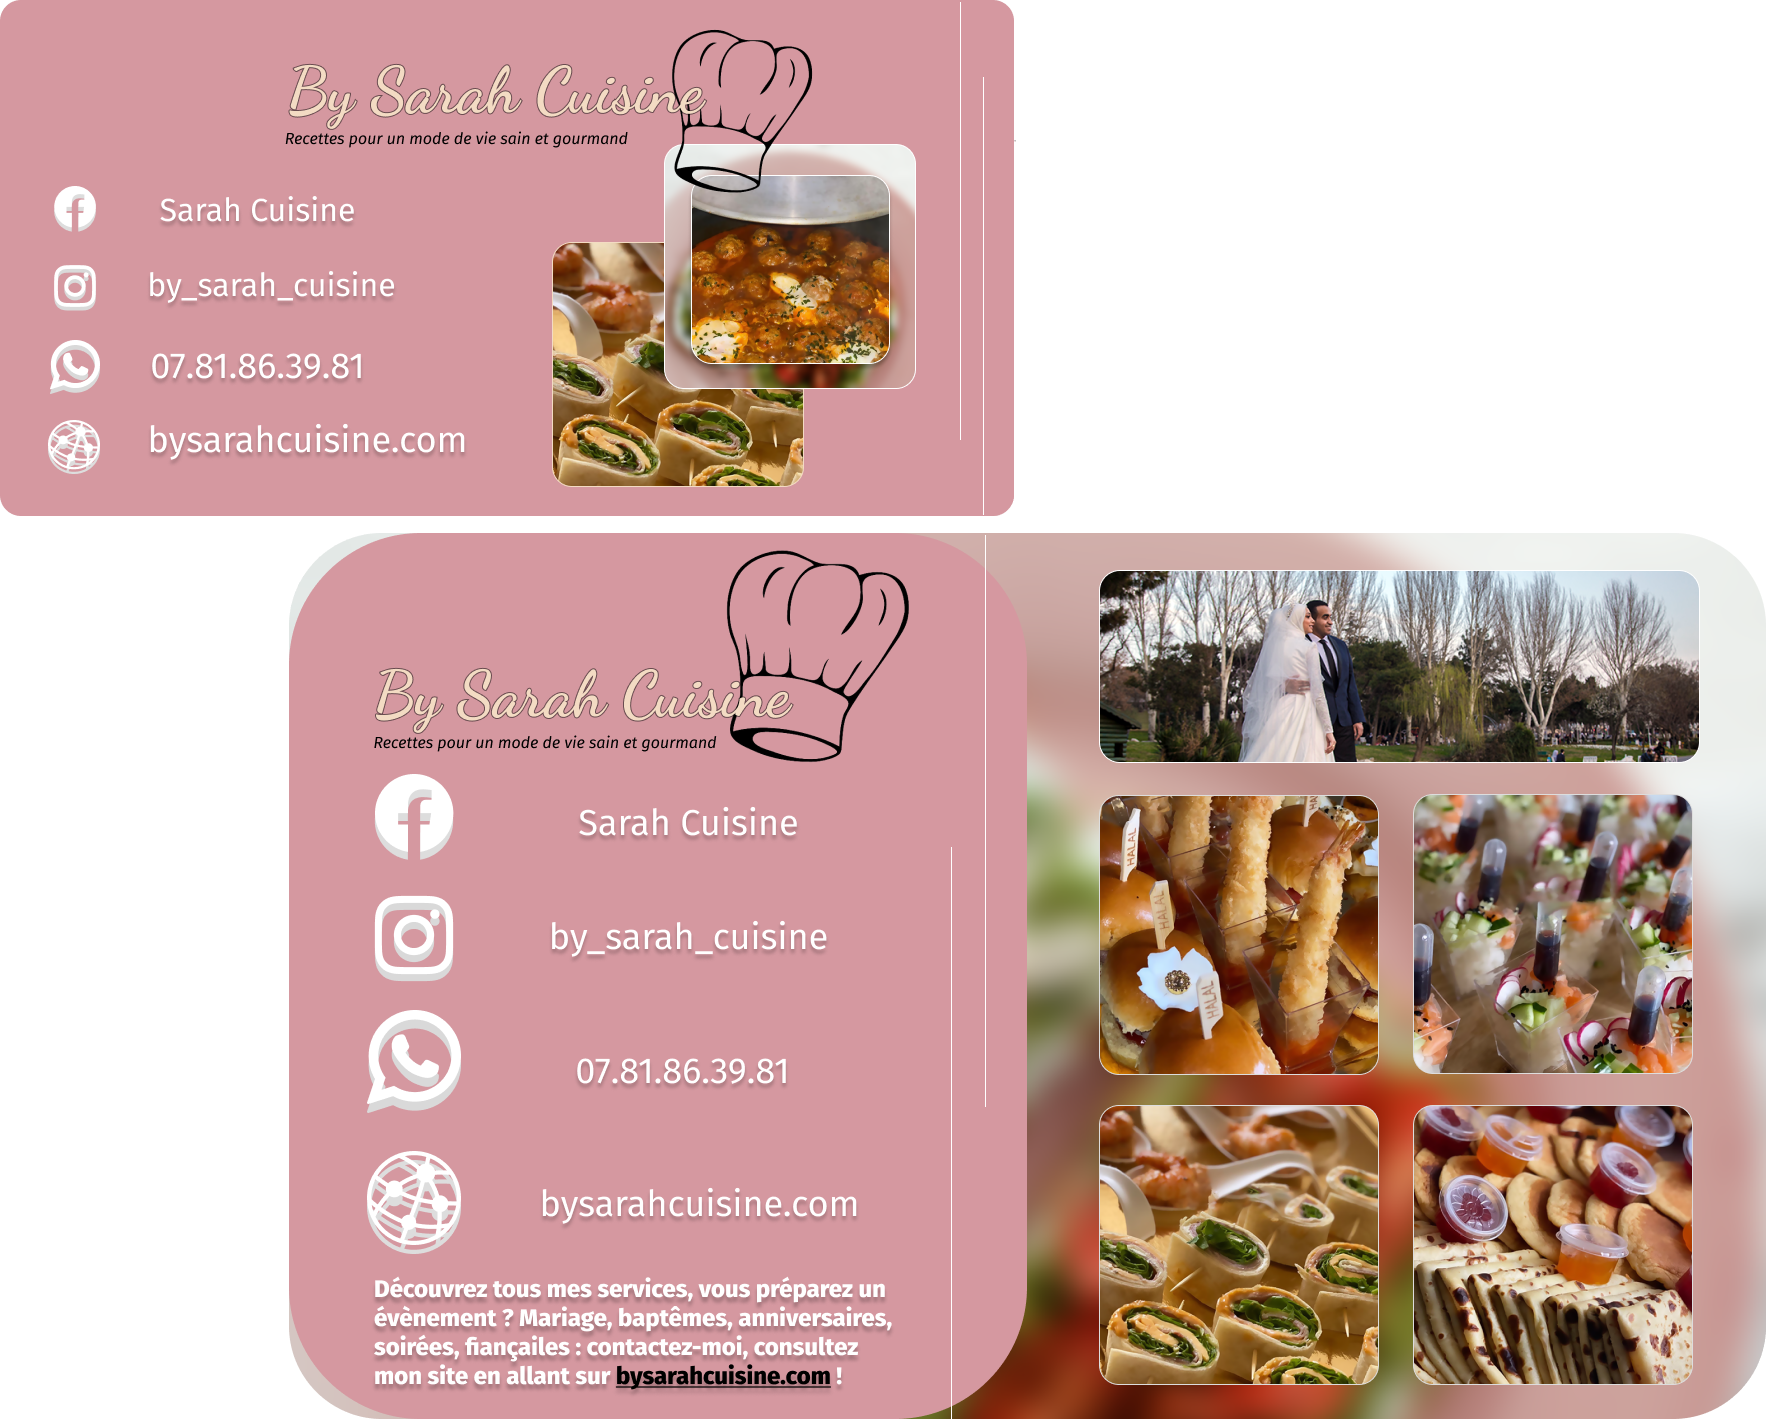 By Sarah Cuisine
Recettes pour un mode de vie sain et gourmand
Sarah Cuisine
by_sarah_cuisine
07.81.86.39.81
bysarahcuisine.com
By Sarah Cuisine
Recettes pour un mode de vie sain et gourmand
Sarah Cuisine
by_sarah_cuisine
07.81.86.39.81
bysarahcuisine.com
Découvrez tous mes services, vous préparez un
évènement ? Mariage, baptêmes, anniversaires,
soirées, fiançailes : contactez-moi, consultez
mon site en allant sur bysarahcuisine.com !
HALAL
HALAL
HALAL